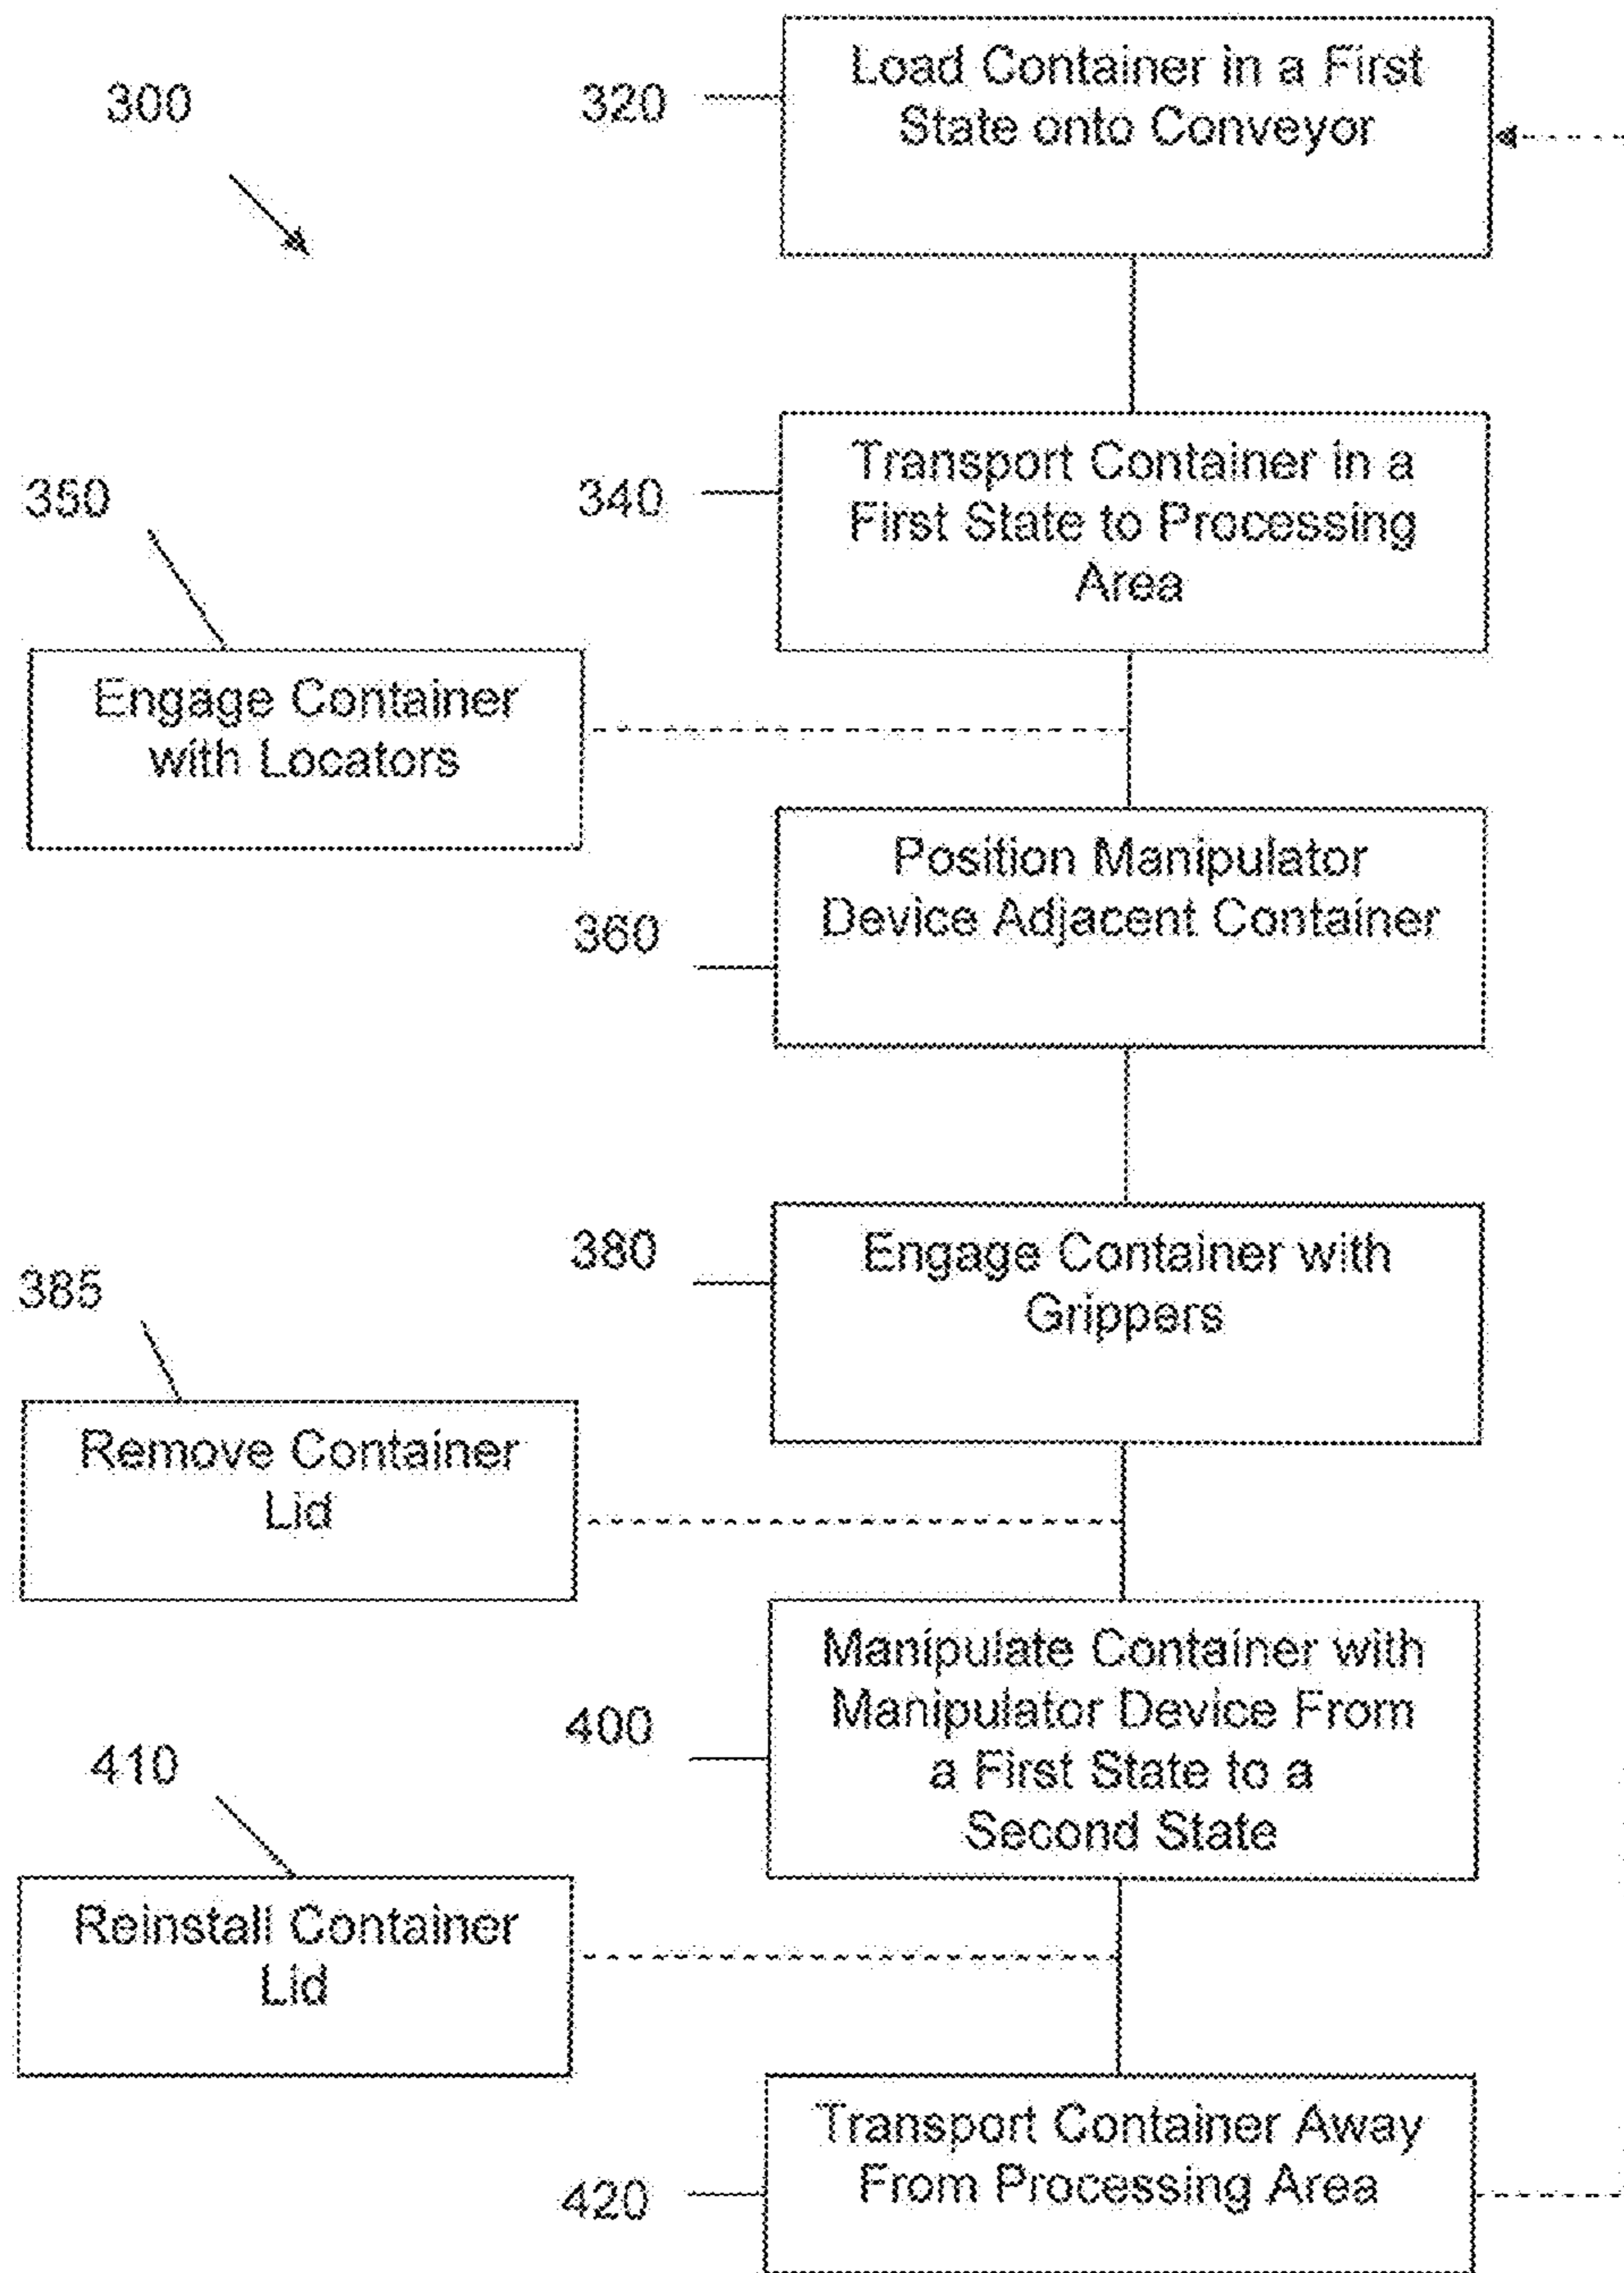 300
320
Load Container in a First
State onto Conveyor
340
Transport Container in a
First State to Processing
Area
350
Engage Container
with Locators
360
Position Manipulator
Device Adjacent Container
380
Engage Container with
Grippers
385
Remove Container
Lid
400
Manipulate Container with
Manipulator Device From
a First State to a
Second State
410
Reinstall Container
Lid
420
Transport Container Away
From Processing Area